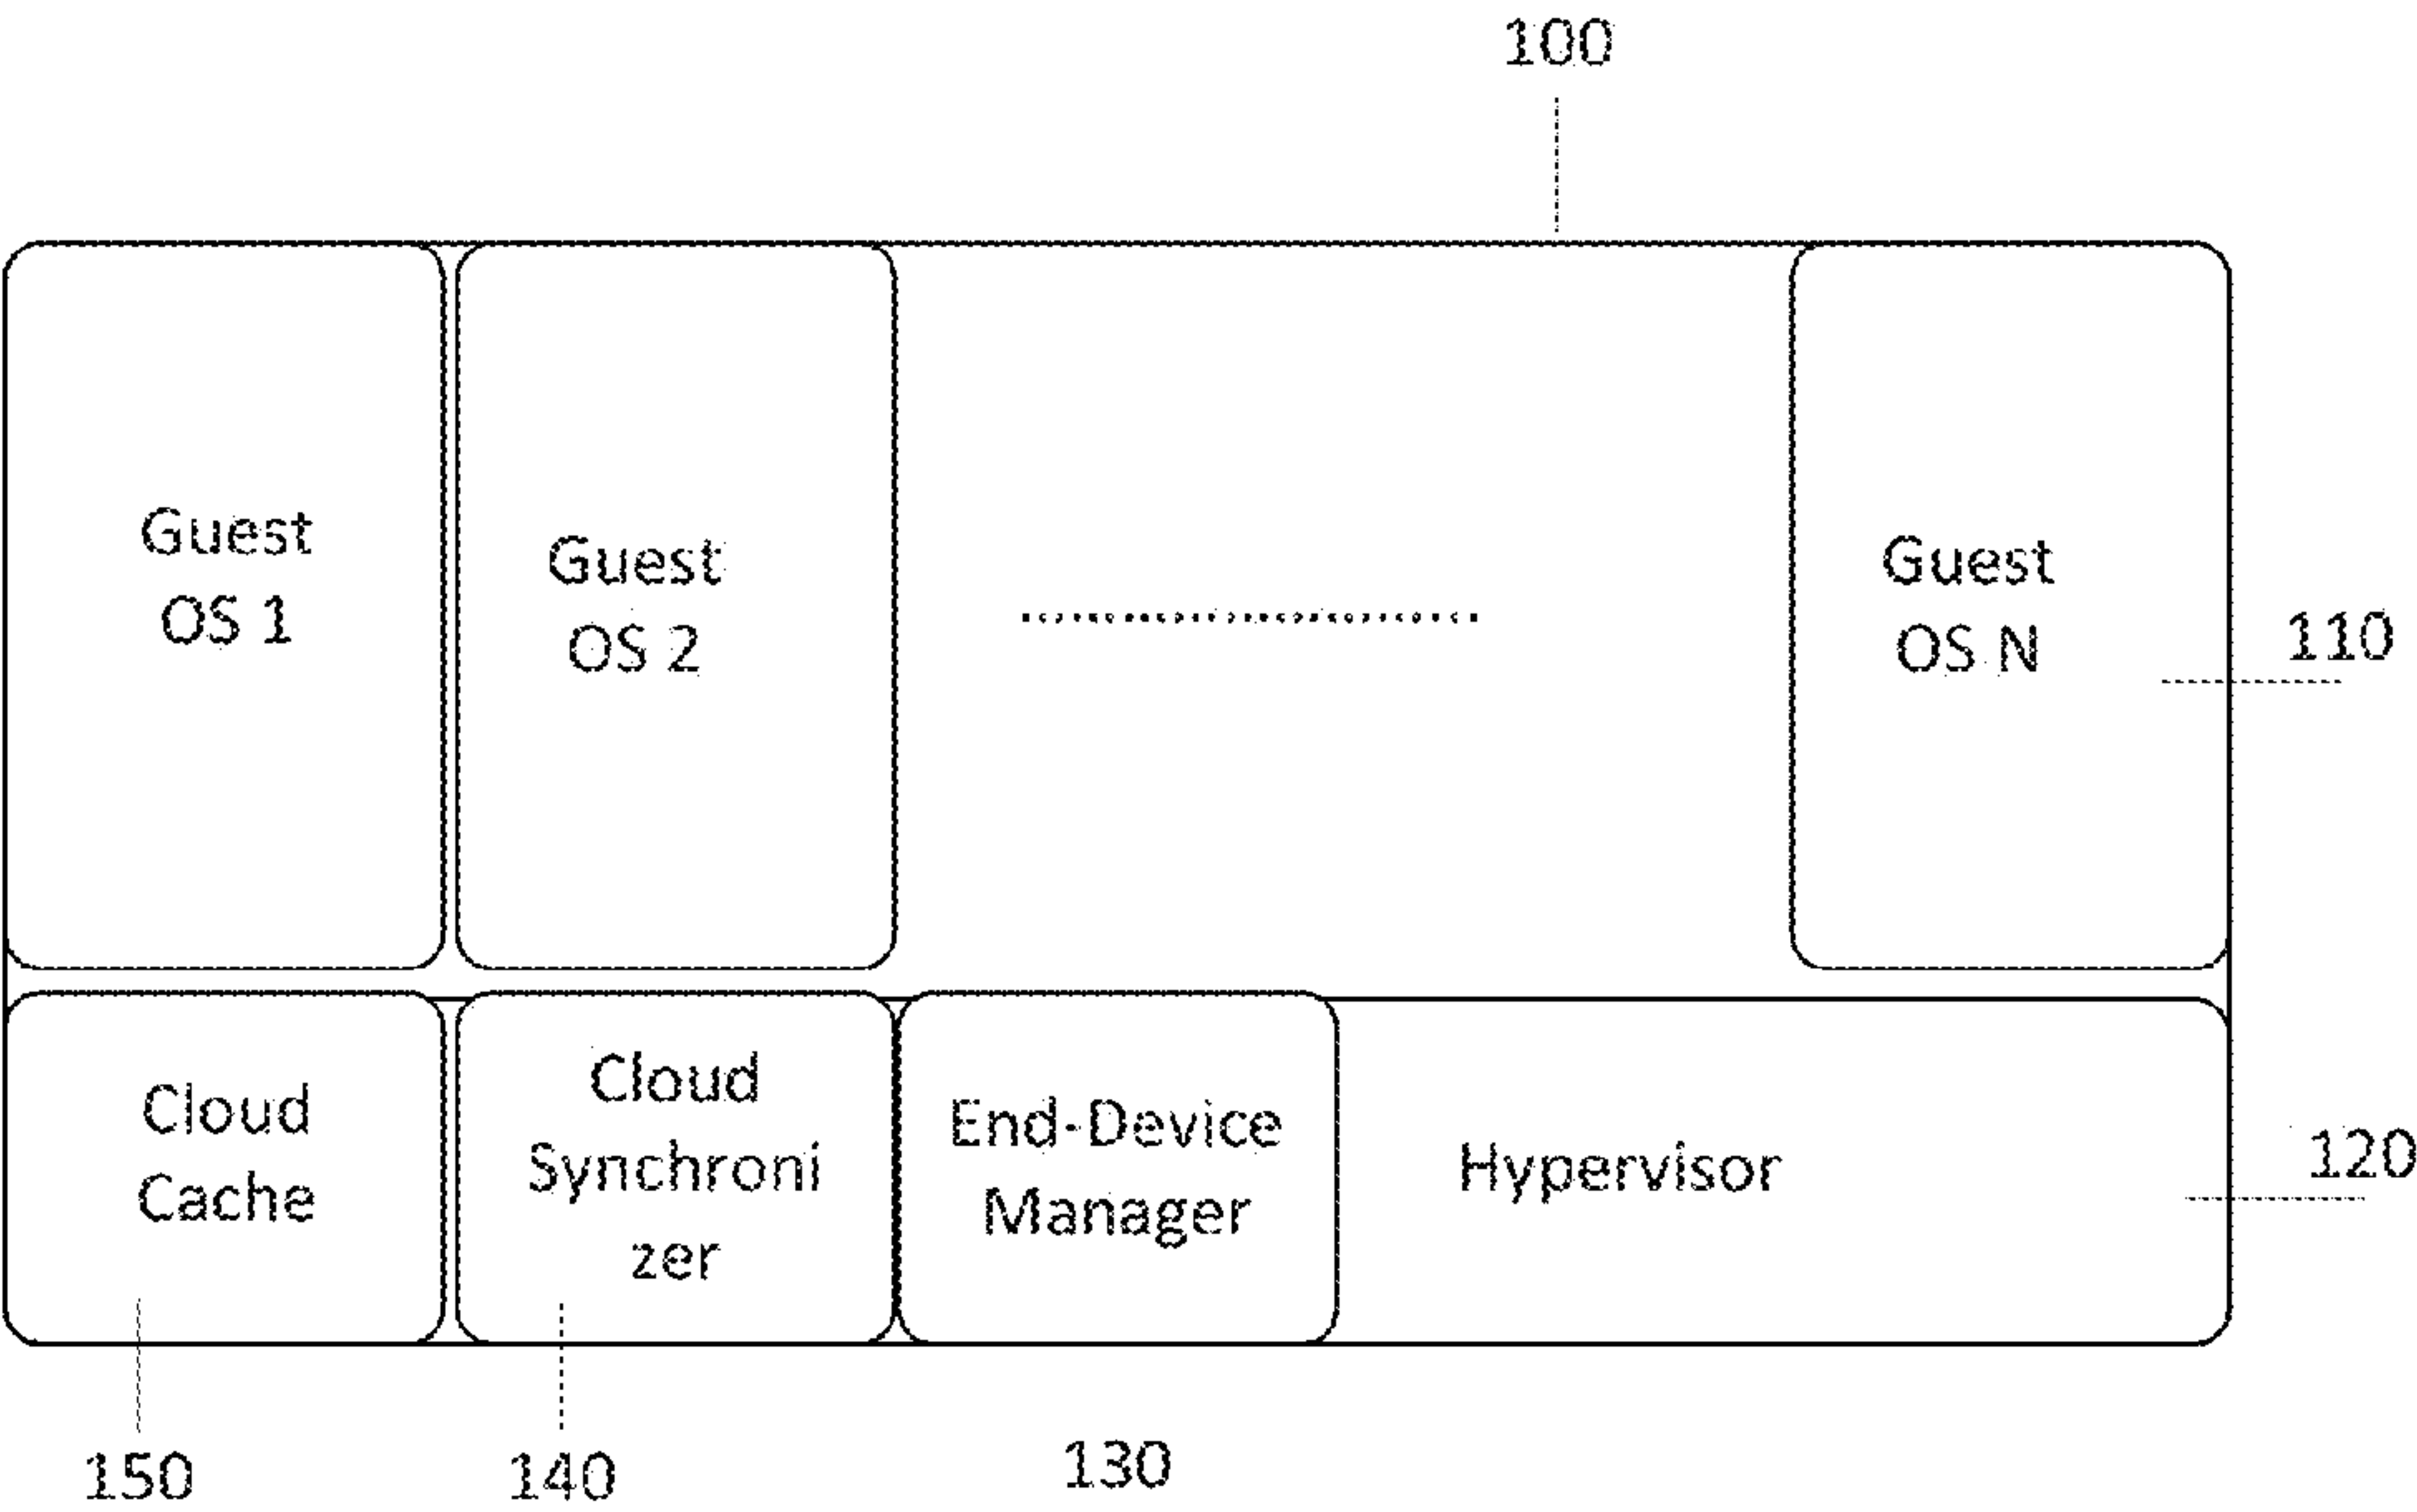 100
Guest
OS 1
Guest
OS 2
Guest
OS N
110
Cloud
Cache
Cloud
Synchroni
zer
End-Device
Manager
Hypervisor
120
150
140
130